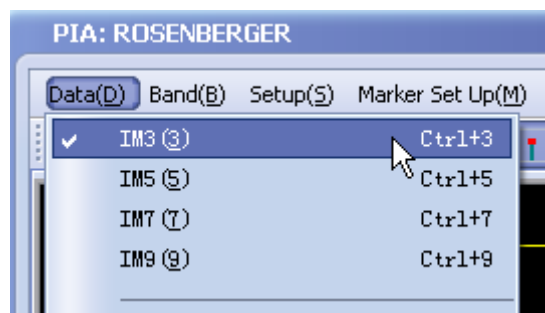 PIA: ROSENBERGER
Data(D) Band(B) Setup(S) Marker Set Up(M)
IM3(3) Ctrl+3
IM5(5) Ctrl+5
IM7(7) Ctrl+7
IM9(9) Ctrl+9